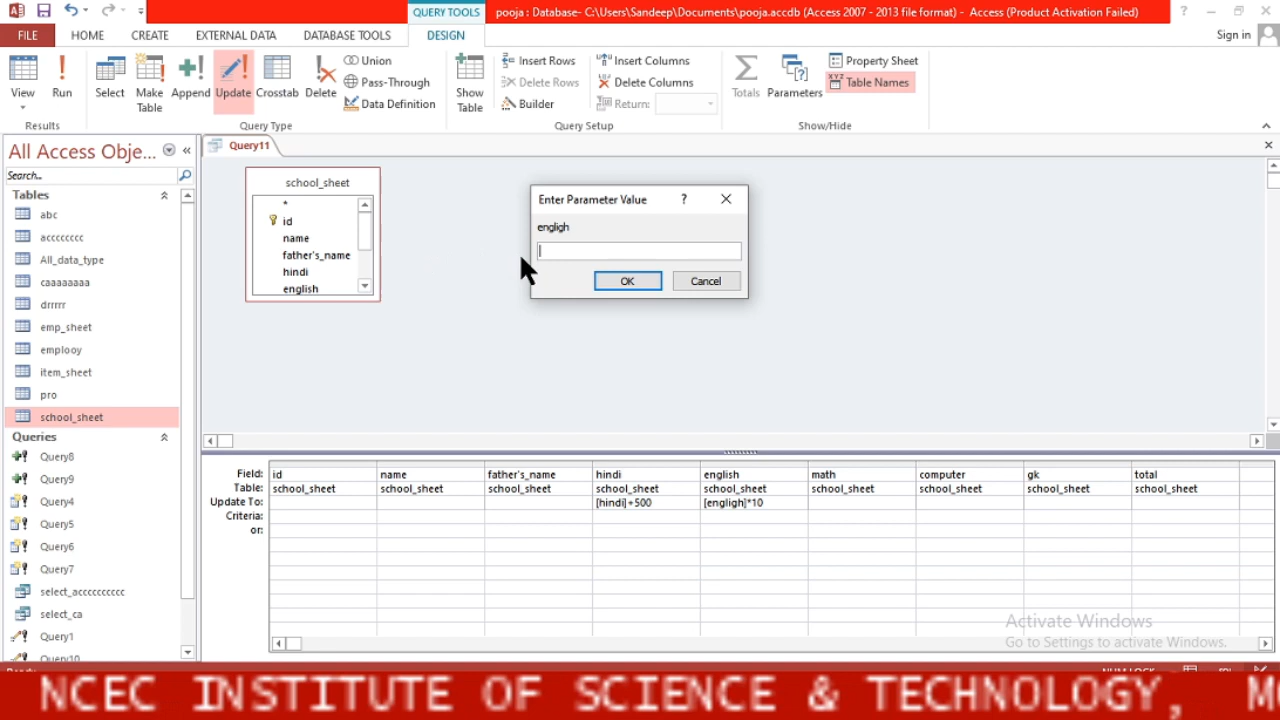 QUERY TOOLS
pooja : Database- C:\Users\Sandeep\Documents\pooja.accdb (Access 2007 - 2013 file format) - Access (Product Activation Failed)
FILE HOME CREATE EXTERNAL DATA DATABASE TOOLS DESIGN Sign in
View
Run
Select
Make Table
Append
Update
Crosstab
Delete
Union
Pass-Through
Data Definition
Show Table
Insert Rows
Delete Rows
Builder
Insert Columns
Delete Columns
Return:
Totals
Parameters
Property Sheet
Table Names
Results Query Type Query Setup Show/Hide
All Access Obje...
Search...
Tables
abc
acccccccc
All_data_type
caaaaaaaa
drrrrr
emp_sheet
emplooy
item_sheet
pro
school_sheet
Queries
Query8
Query9
Query4
Query5
Query6
Query7
select_acccccccccc
select_ca
Query1
Query10
Query11
school_sheet
*
id
name
father's_name
hindi
english
Enter Parameter Value ?
engligh
OK Cancel
Field: id name father's_name hindi english math computer gk total
Table: school_sheet school_sheet school_sheet school_sheet school_sheet school_sheet school_sheet school_sheet school_sheet
Update To: [hindi]+500 [engligh]*10
Criteria:
or:
Activate Windows
Go to Settings to activate Windows.
NCEC INSTITUTE OF SCIENCE & TECHNOLOGY,